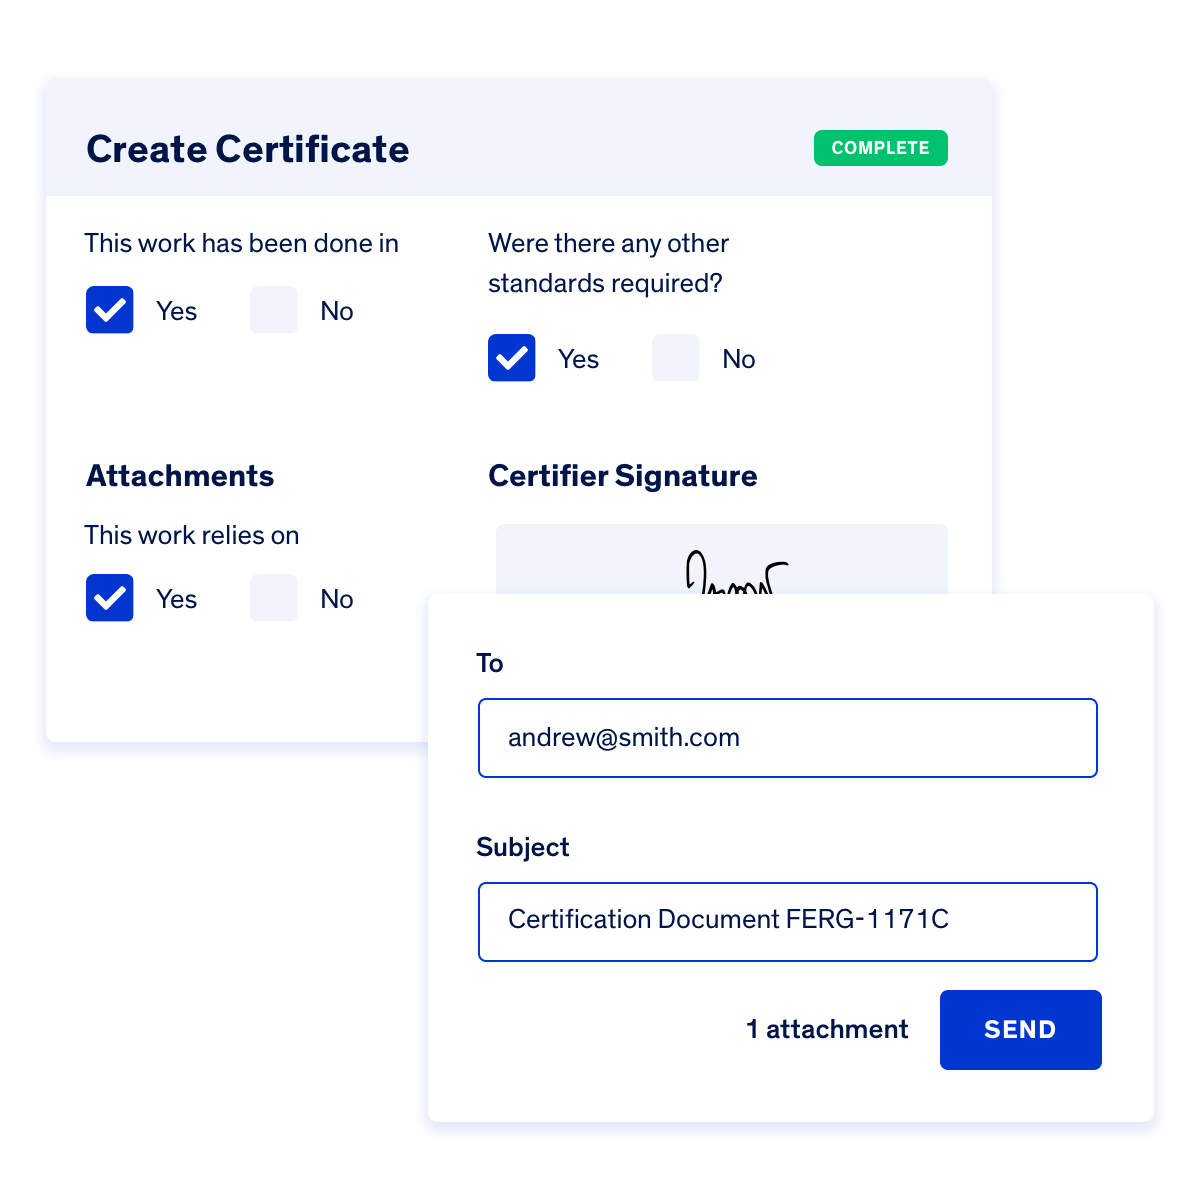 Create Certificate
COMPLETE
This work has been done in
Yes
No
Were there any other
standards required?
Yes
No
Attachments
This work relies on
Yes
No
Certifier Signature
To
andrew@smith.com
Subject
Certification Document FERG-1171C
1 attachment
SEND